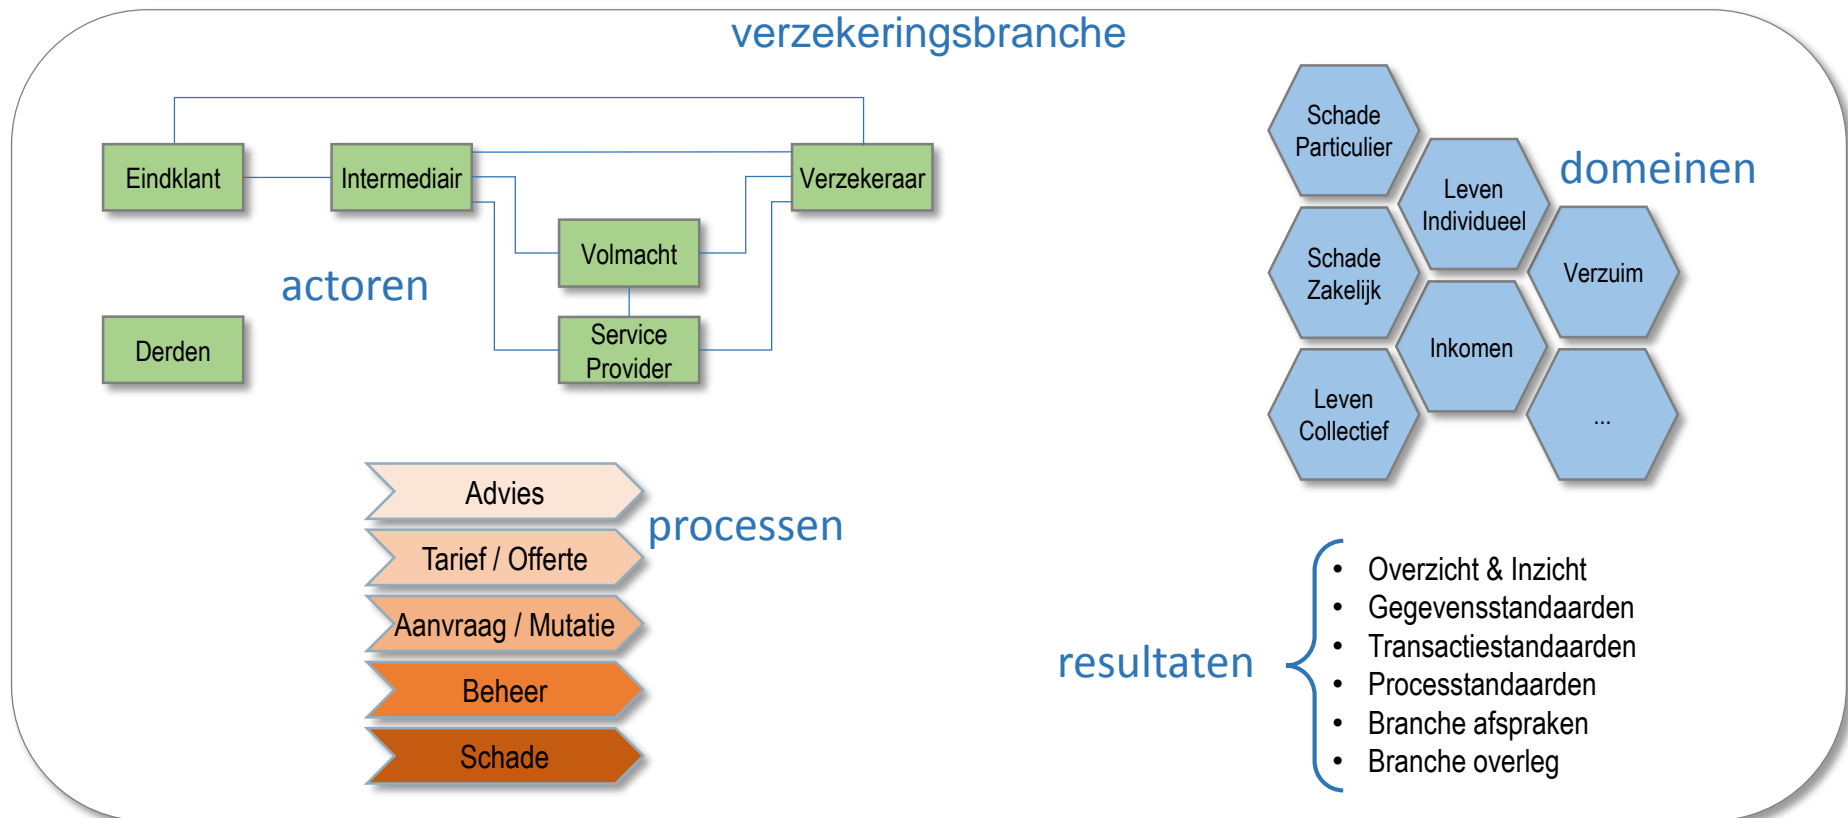 verzekeringsbranche
Eindklant
Intermediair
Verzekeraar
Volmacht
actoren
Derden
Service
Provider
Schade
Particulier
Leven
Individueel
domeinen
Schade
Zakelijk
Verzuim
Inkomen
Leven
Collectief
...
Advies
processen
Tarief / Offerte
Aanvraag / Mutatie
Beheer
Schade
resultaten
• Overzicht & Inzicht
• Gegevensstandaarden
• Transactiestandaarden
• Processtandaarden
• Branche afspraken
• Branche overleg